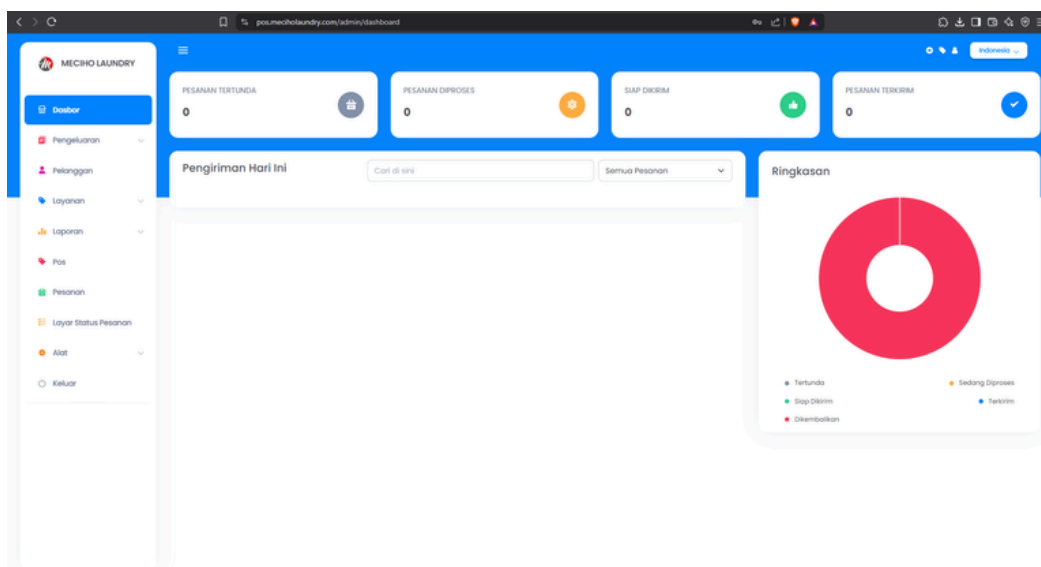 pos.meciholaundry.com/admin/dashboard
MECIHO LAUNDRY
Indonesia
Dasbor
Pengeluaran
Pelanggan
Layanan
Laporan
Pos
Pesanan
Layar Status Pesanan
Alat
Keluar
PESANAN TERTUNDA
0
PESANAN DIPROSES
0
SIAP DIKIRIM
0
PESANAN TERKIRIM
0
Pengiriman Hari Ini
Cari di sini
Semua Pesanan
Ringkasan
Tertunda
Sedang Diproses
Siap Dikirim
Terkirim
Dikembalikan